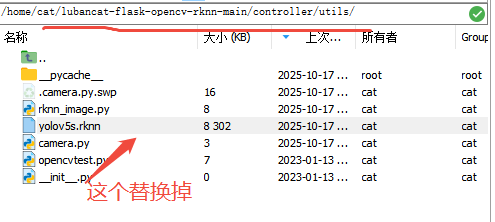 /home/cat/lubancat-flask-opencv-rknn-main/controller/utils/
名称 大小 (KB) 上次... 所有者 Group
..
__pycache__ 2025-10-17 ... root root
.camera.py.swp 16 2025-10-17 ... cat cat
rknn_image.py 8 2025-10-17 ... cat cat
yolov5s.rknn 8 302 2025-10-17 ... cat cat
camera.py 3 2025-10-17 ... cat cat
opencvtest.py 7 2023-01-13 ... cat cat
__init__.py 0 2023-01-13 ... cat cat
这个替换掉